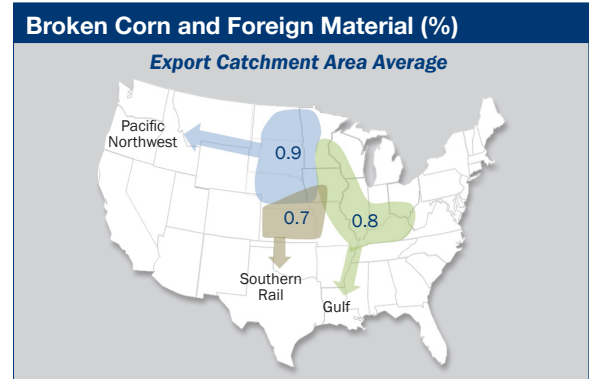 Broken Corn and Foreign Material (%)
Export Catchment Area Average
Pacific
Northwest
0.9
0.7
0.8
Southern
Rail
Gulf